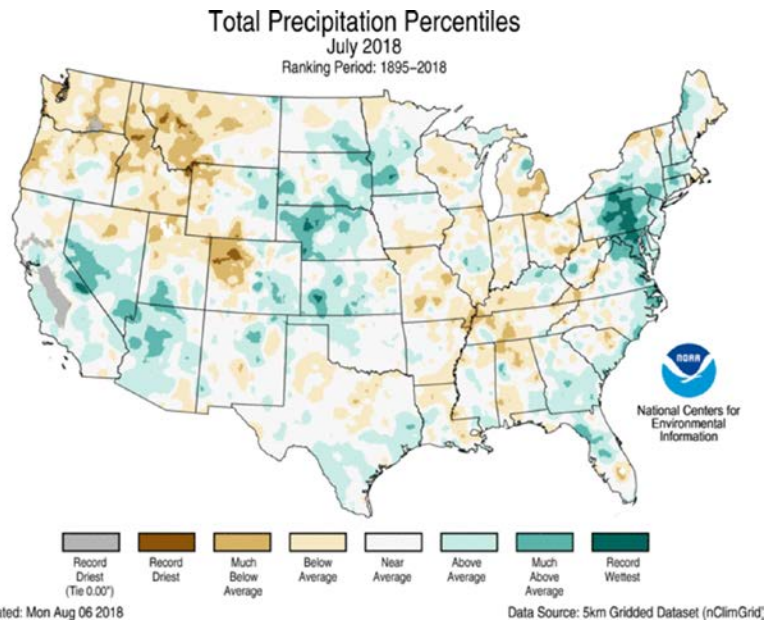 Total Precipitation Percentiles
July 2018
Ranking Period: 1895–2018
NOAA
National Centers for
Environmental
Information
Record
Driest
(Tie 0.00")
Record
Driest
Much
Below
Average
Below
Average
Near
Average
Above
Average
Much
Above
Average
Record
Wettest
ted: Mon Aug 06 2018
Data Source: 5km Gridded Dataset (nClimGrid)